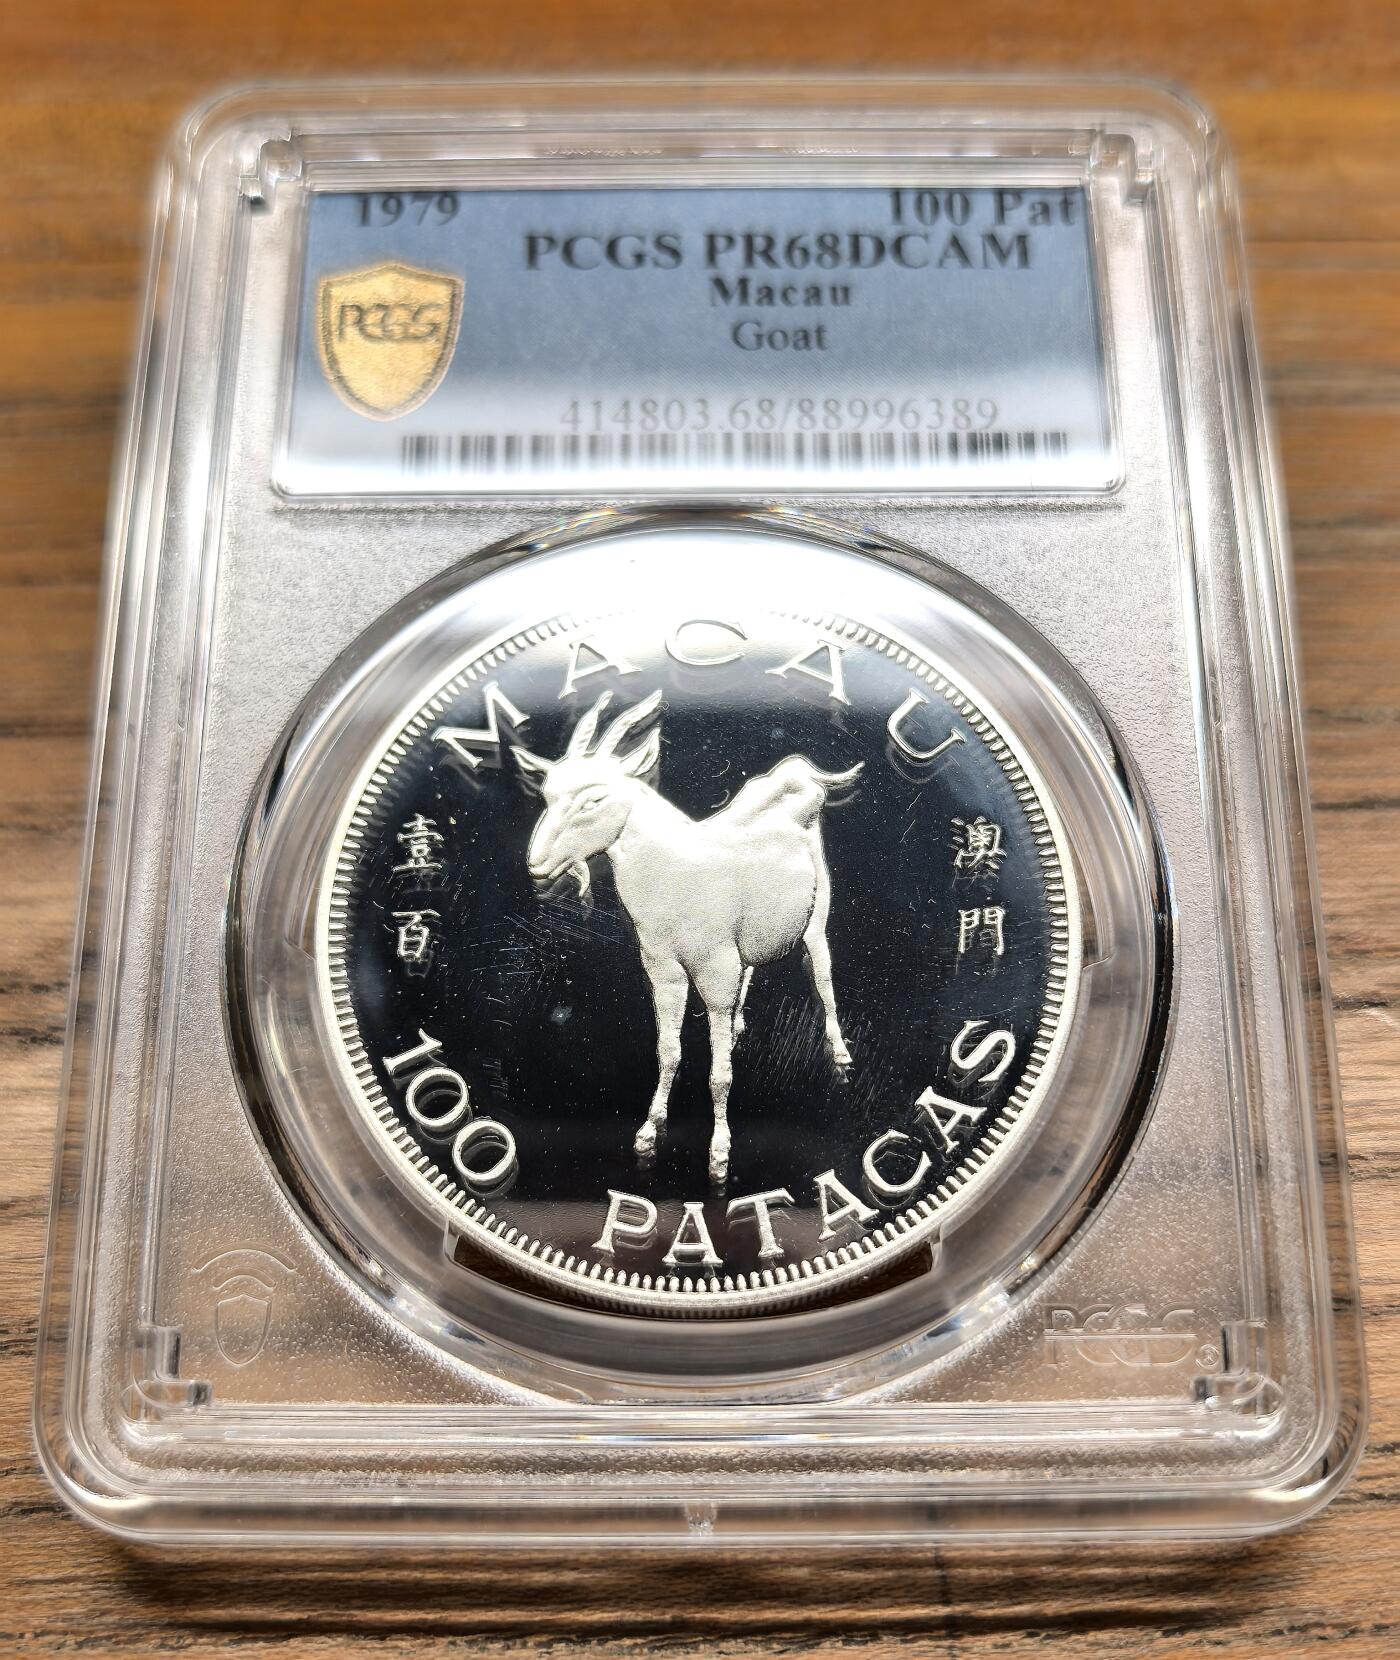 1979 100 Pat
PCGS PR68DCAM
Macau
Goat
PCGS
414803.68/88996389
MACAU
壹百
澳門
100 PATACAS
PCGS®